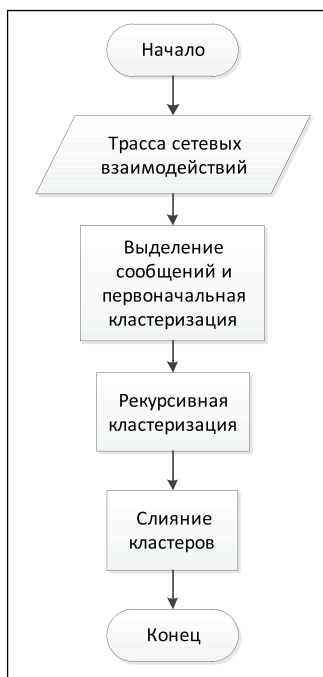 Начало
Трасса сетевых
взаимодействий
Выделение
сообщений и
первоначальная
кластеризация
Рекурсивная
кластеризация
Слияние
кластеров
Конец